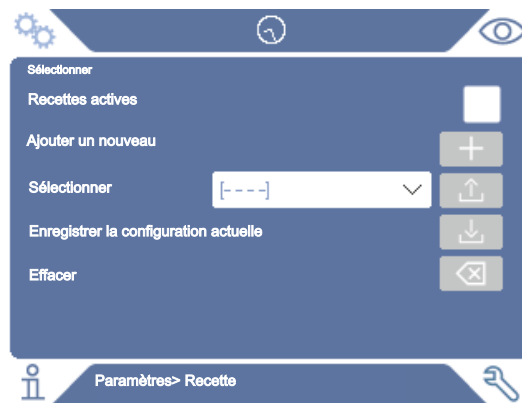 Sélectionner
Recettes actives
Ajouter un nouveau
Sélectionner [----]
Enregistrer la configuration actuelle
Effacer
Paramètres> Recette